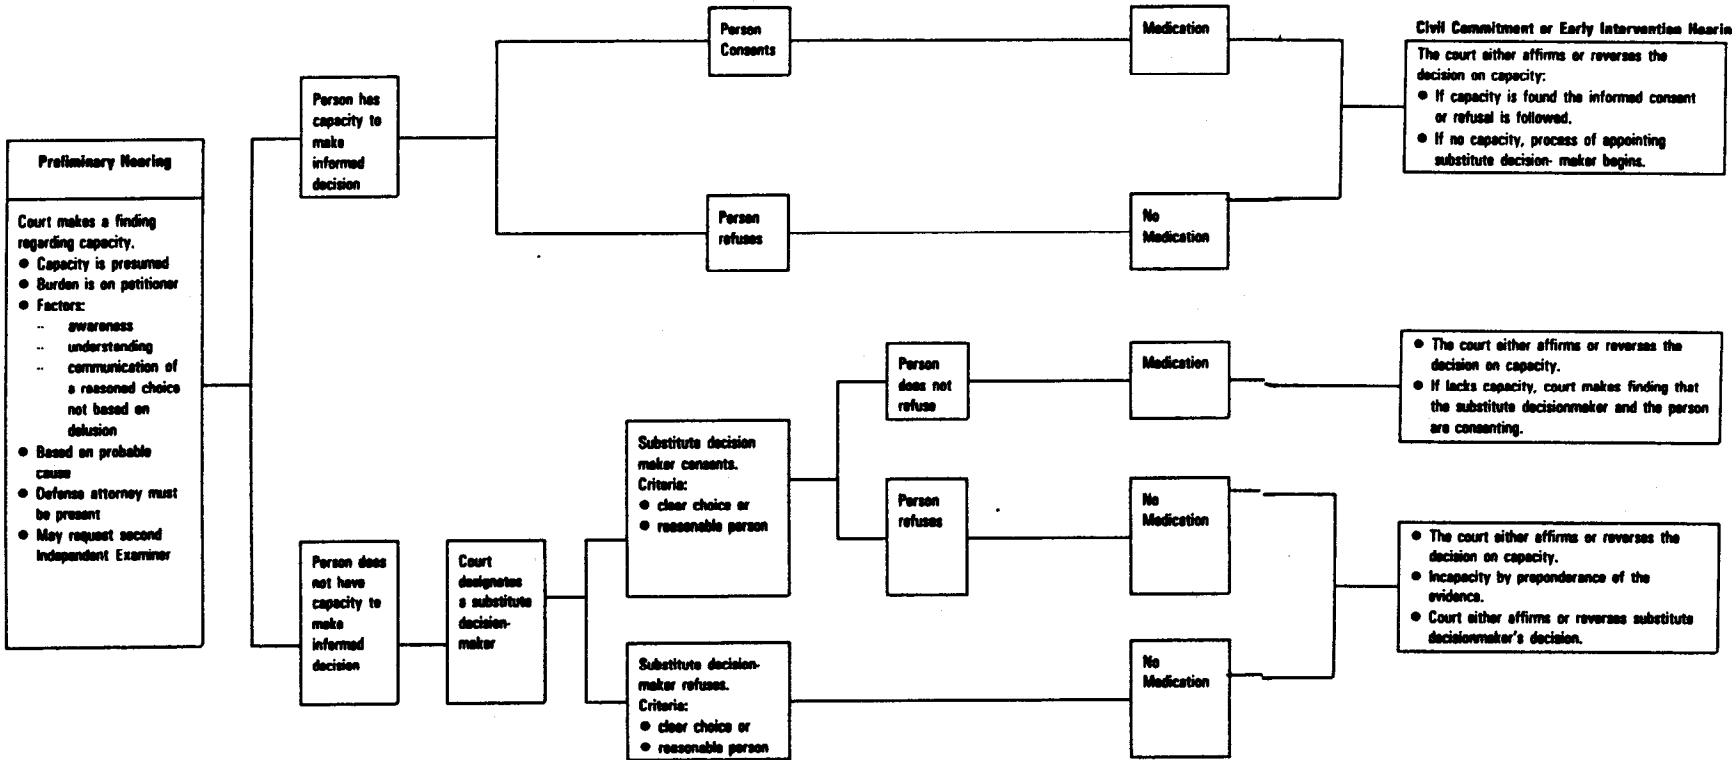 Preliminary Hearing
Court makes a finding
regarding capacity.
● Capacity is presumed
● Burden is on petitioner
● Factors:
-- awareness
-- understanding
-- communication of
a reasoned choice
not based on
delusion
● Based on probable
cause
● Defense attorney must
be present
● May request second
Independent Examiner
Person has
capacity to
make
informed
decision
Person
Consents
Medication
Person
refuses
No
Medication
Civil Commitment or Early Intervention Hearin
The court either affirms or reverses the
decision on capacity:
● If capacity is found the informed consent
or refusal is followed.
● If no capacity, process of appointing
substitute decision- maker begins.
Person does
not have
capacity to
make
informed
decision
Court
designates
a substitute
decision-
maker
Substitute decision
maker consents.
Criteria:
● clear choice or
● reasonable person
Person
does not
refuse
Medication
● The court either affirms or reverses the
decision on capacity.
● If lacks capacity, court makes finding that
the substitute decisionmaker and the person
are consenting.
Person
refuses
No
Medication
Substitute decision-
maker refuses.
Criteria:
● clear choice or
● reasonable person
No
Medication
● The court either affirms or reverses the
decision on capacity.
● Incapacity by preponderance of the
evidence.
● Court either affirms or reverses substitute
decisionmaker's decision.